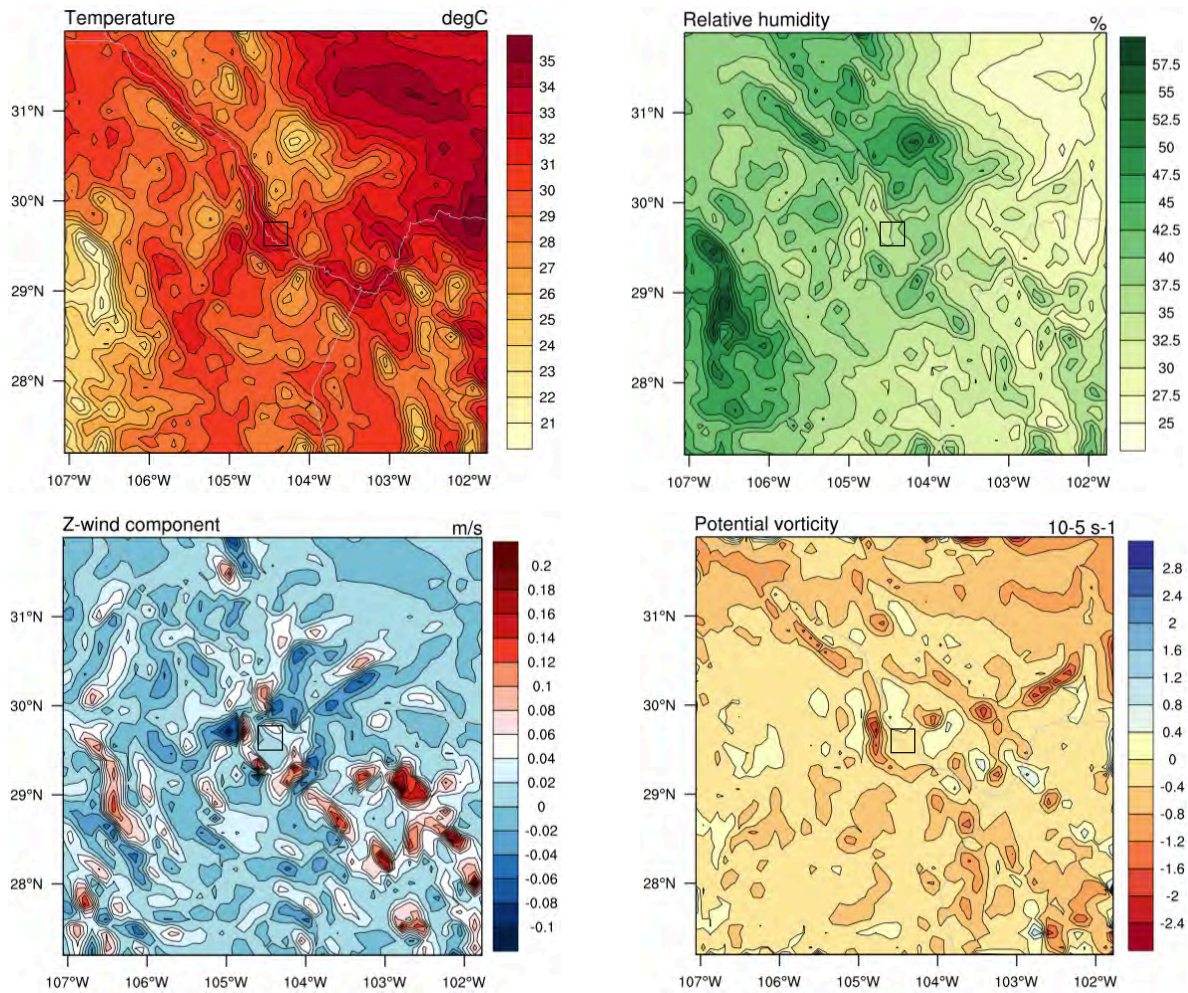 Temperature degC
31°N
30°N
29°N
28°N
107°W 106°W 105°W 104°W 103°W 102°W
35
34
33
32
31
30
29
28
27
26
25
24
23
22
21
Relative humidity %
31°N
30°N
29°N
28°N
107°W 106°W 105°W 104°W 103°W 102°W
57.5
55
52.5
50
47.5
45
42.5
40
37.5
35
32.5
30
27.5
25
Z-wind component m/s
31°N
30°N
29°N
28°N
107°W 106°W 105°W 104°W 103°W 102°W
0.2
0.18
0.16
0.14
0.12
0.1
0.08
0.06
0.04
0.02
0
-0.02
-0.04
-0.06
-0.08
-0.1
Potential vorticity 10-5 s-1
31°N
30°N
29°N
28°N
107°W 106°W 105°W 104°W 103°W 102°W
2.8
2.4
2
1.6
1.2
0.8
0.4
0
-0.4
-0.8
-1.2
-1.6
-2
-2.4